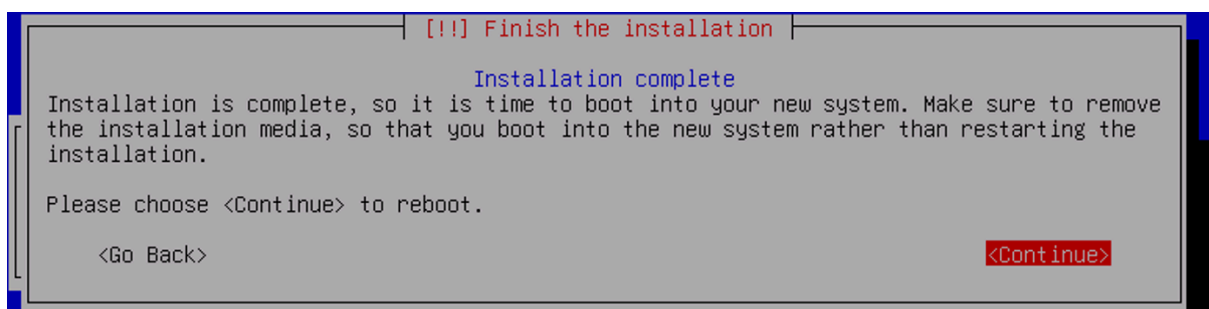 [!!] Finish the installation
Installation complete
Installation is complete, so it is time to boot into your new system. Make sure to remove
the installation media, so that you boot into the new system rather than restarting the
installation.
Please choose <Continue> to reboot.
<Go Back> <Continue>